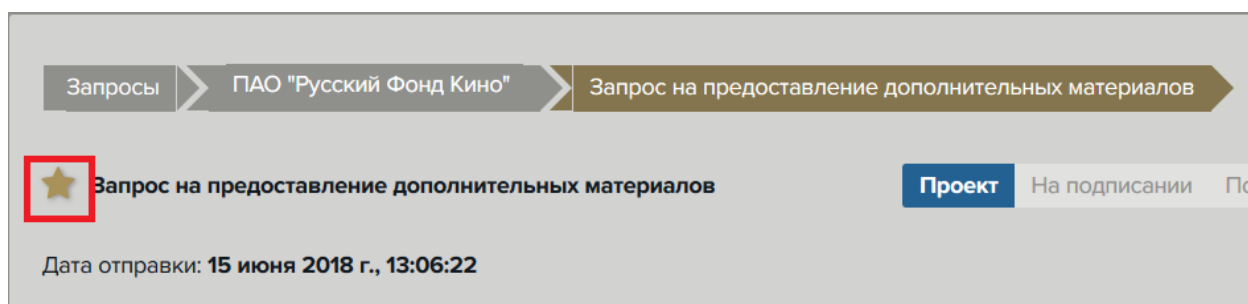 Запросы ПАО "Русский Фонд Кино" Запрос на предоставление дополнительных материалов
Запрос на предоставление дополнительных материалов Проект На подписании
Дата отправки: 15 июня 2018 г., 13:06:22